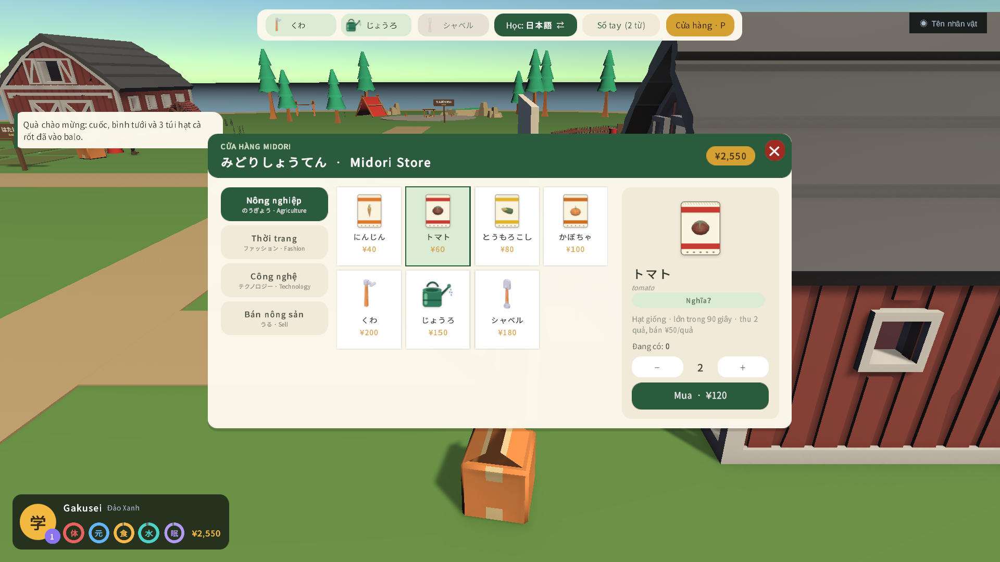 くわ
じょうろ
シャベル
Học: 日本語 ⇄
Sổ tay (2 từ)
Cửa hàng · P
Tên nhân vật
Quà chào mừng: cuốc, bình tưới và 3 túi hạt cà
rốt đã vào balo.
CỬA HÀNG MIDORI
みどりしょうてん · Midori Store
¥2,550
Nông nghiệp
のうぎょう · Agriculture
Thời trang
ファッション · Fashion
Công nghệ
テクノロジー · Technology
Bán nông sản
うる · Sell
にんじん
¥40
トマト
¥60
とうもろこし
¥80
かぼちゃ
¥100
くわ
¥200
じょうろ
¥150
シャベル
¥180
トマト
tomato
Nghĩa?
Hạt giống · lớn trong 90 giây · thu 2
quả, bán ¥50/quả
Đang có: 0
−
2
+
Mua · ¥120
学
1
Gakusei
Đảo Xanh
体
元
食
水
眠
¥2,550